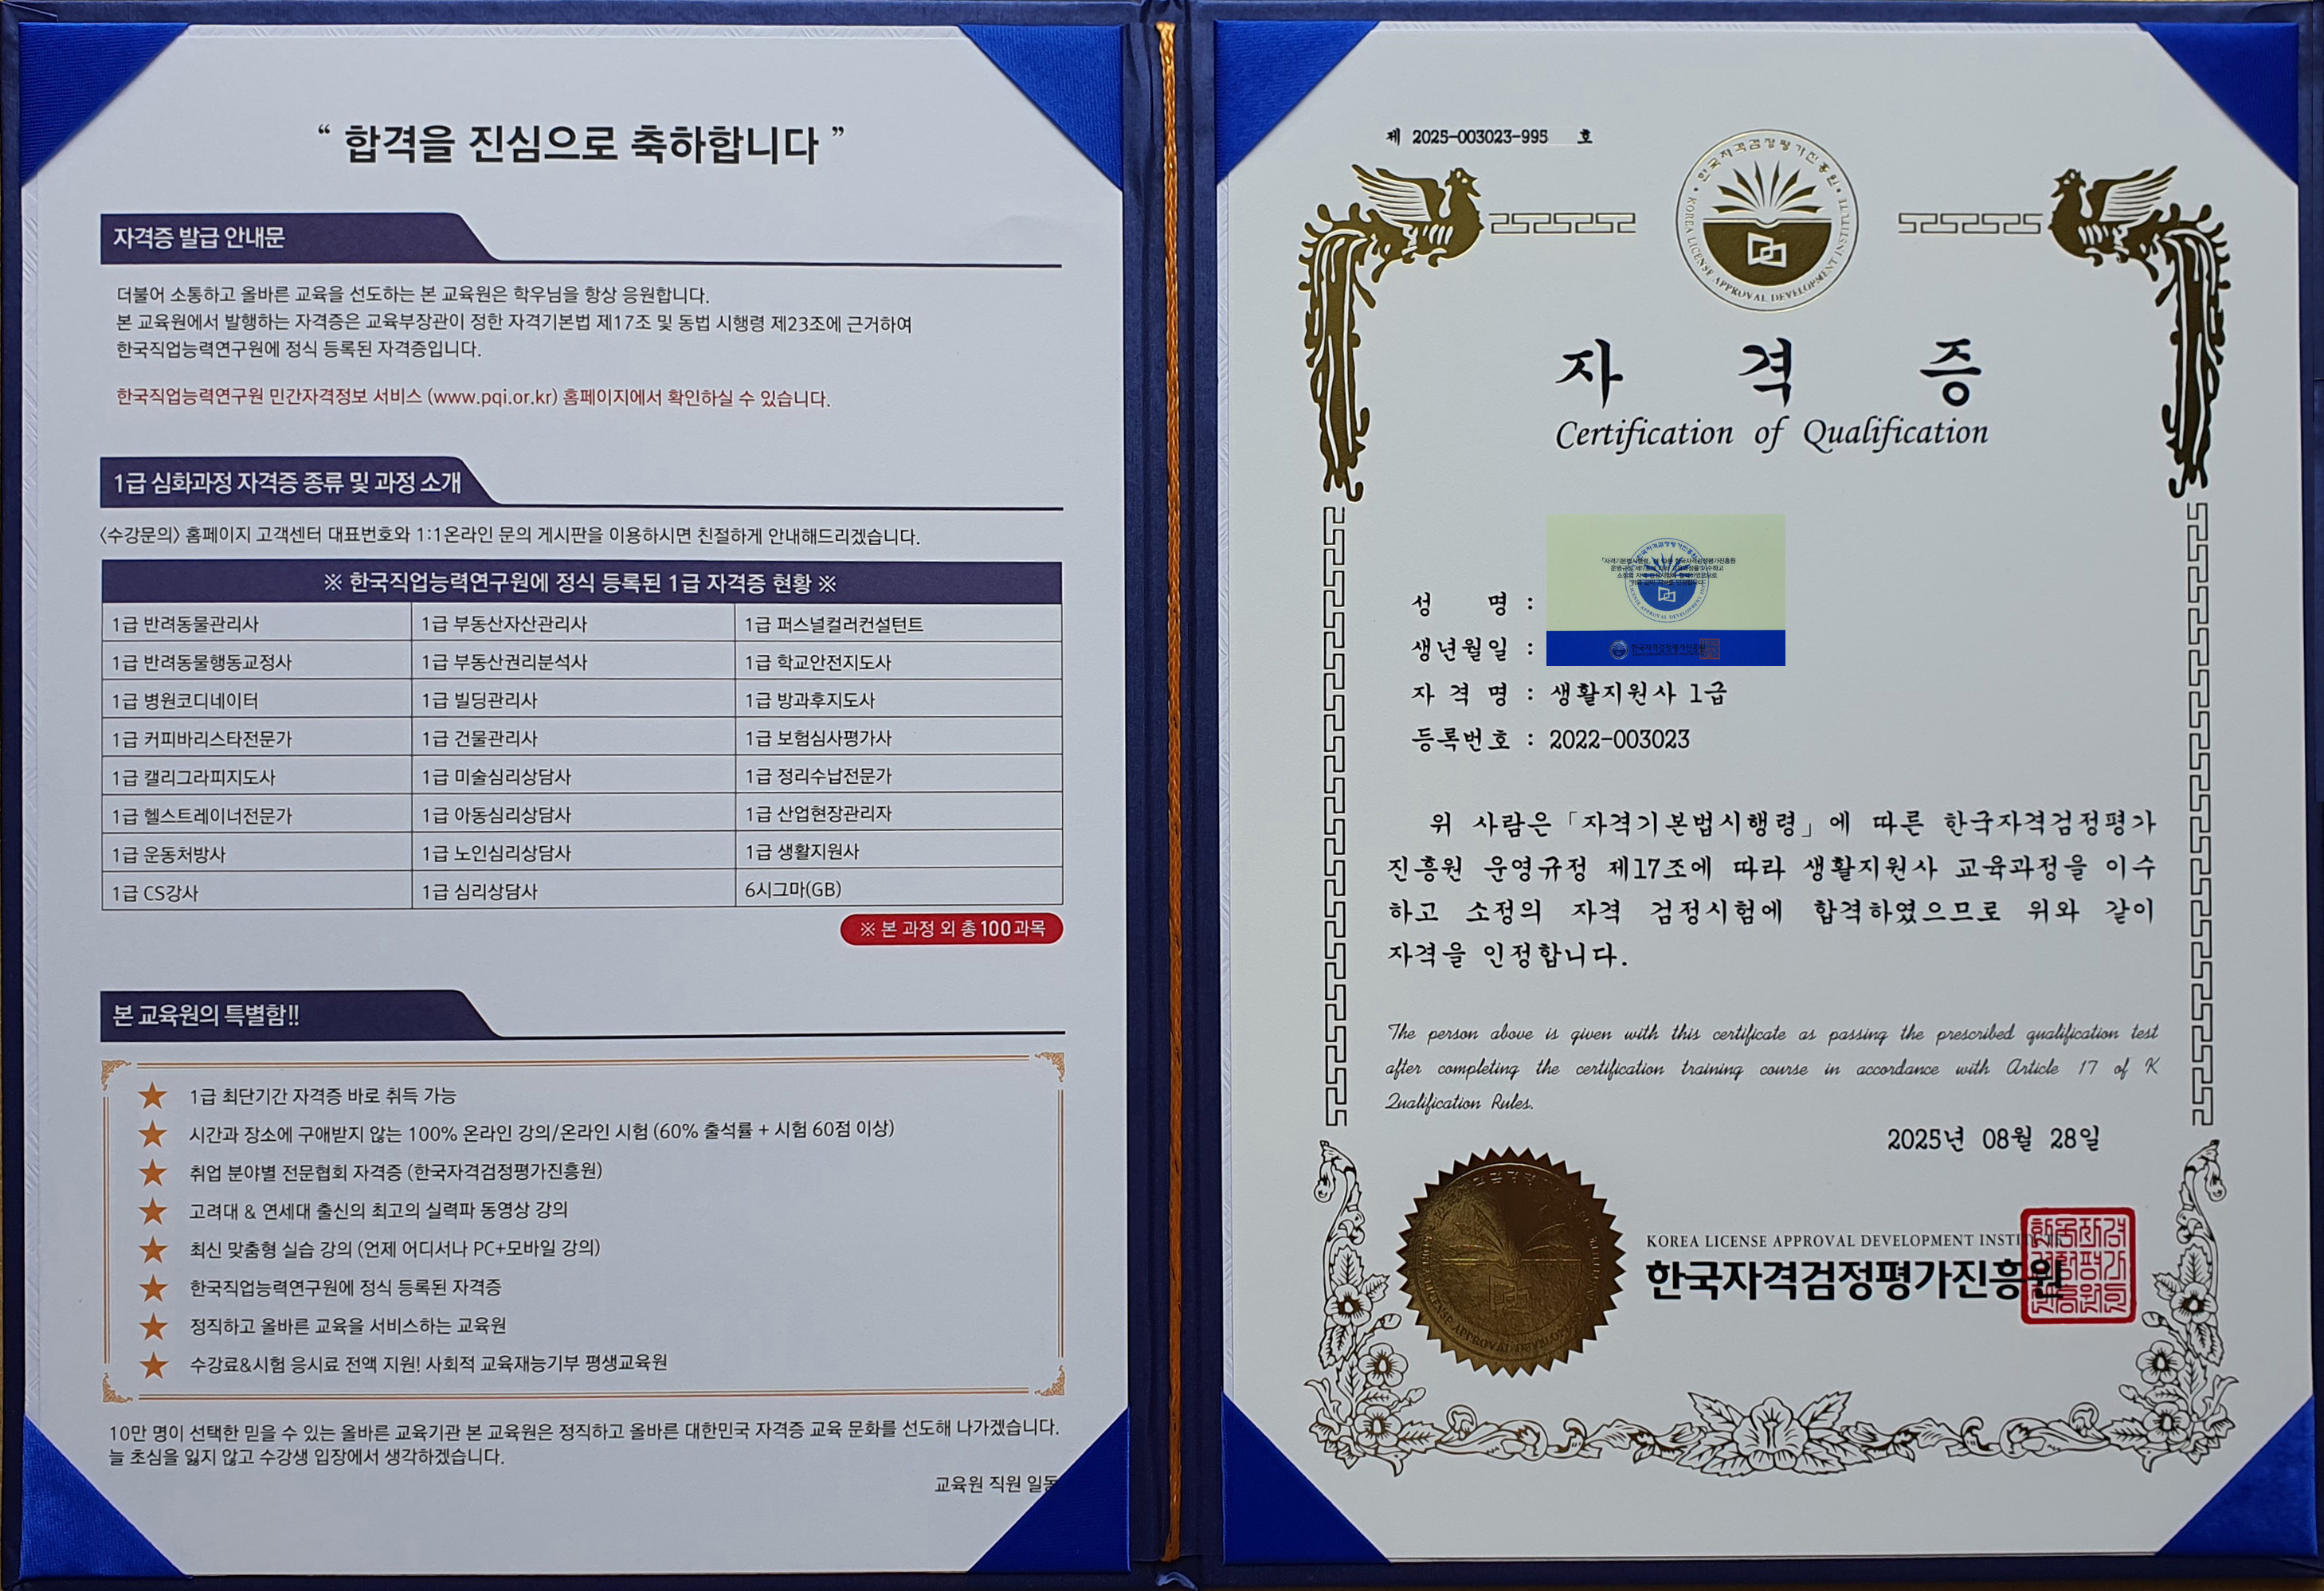 “ 합격을 진심으로 축하합니다 ”
자격증 발급 안내문
더불어 소통하고 올바른 교육을 선도하는 본 교육원은 학우님을 항상 응원합니다.
본 교육원에서 발행하는 자격증은 교육부장관이 정한 자격기본법 제17조 및 동법 시행령 제23조에 근거하여
한국직업능력연구원에 정식 등록된 자격증입니다.
한국직업능력연구원 민간자격정보 서비스 (www.pqi.or.kr) 홈페이지에서 확인하실 수 있습니다.
1급 심화과정 자격증 종류 및 과정 소개
〈수강문의〉 홈페이지 고객센터 대표번호와 1:1온라인 문의 게시판을 이용하시면 친절하게 안내해드리겠습니다.
※ 한국직업능력연구원에 정식 등록된 1급 자격증 현황 ※
1급 반려동물관리사 1급 부동산자산관리사 1급 퍼스널컬러컨설턴트
1급 반려동물행동교정사 1급 부동산권리분석사 1급 학교안전지도사
1급 병원코디네이터 1급 빌딩관리사 1급 방과후지도사
1급 커피바리스타전문가 1급 건물관리사 1급 보험심사평가사
1급 캘리그라피지도사 1급 미술심리상담사 1급 정리수납전문가
1급 헬스트레이너전문가 1급 아동심리상담사 1급 산업현장관리자
1급 운동처방사 1급 노인심리상담사 1급 생활지원사
1급 CS강사 1급 심리상담사 6시그마(GB)
※ 본 과정 외 총 100과목
본 교육원의 특별함!!
1급 최단기간 자격증 바로 취득 가능
시간과 장소에 구애받지 않는 100% 온라인 강의/온라인 시험 (60% 출석률 + 시험 60점 이상)
취업 분야별 전문협회 자격증 (한국자격검정평가진흥원)
고려대 & 연세대 출신의 최고의 실력파 동영상 강의
최신 맞춤형 실습 강의 (언제 어디서나 PC+모바일 강의)
한국직업능력연구원에 정식 등록된 자격증
정직하고 올바른 교육을 서비스하는 교육원
수강료&시험 응시료 전액 지원! 사회적 교육재능기부 평생교육원
10만 명이 선택한 믿을 수 있는 올바른 교육기관 본 교육원은 정직하고 올바른 대한민국 자격증 교육 문화를 선도해 나가겠습니다.
늘 초심을 잃지 않고 수강생 입장에서 생각하겠습니다.
교육원 직원 일동
제 2025-003023-995 호
한국자격검정평가진흥원
KOREA LICENSE APPROVAL DEVELOPMENT INSTITUTE
자 격 증
Certification of Qualification
성 명 :
생년월일 :
한국자격검정평가진흥원
자 격 명 : 생활지원사 1급
등록번호 : 2022-003023
위 사람은 「자격기본법시행령」에 따른 한국자격검정평가
진흥원 운영규정 제17조에 따라 생활지원사 교육과정을 이수
하고 소정의 자격 검정시험에 합격하였으므로 위와 같이
자격을 인정합니다.
The person above is given with this certificate as passing the prescribed qualification test
after completing the certification training course in accordance with Article 17 of K
Qualification Rules.
2025년 08월 28일
KOREA LICENSE APPROVAL DEVELOPMENT INSTITUTE
한국자격검정평가진흥원